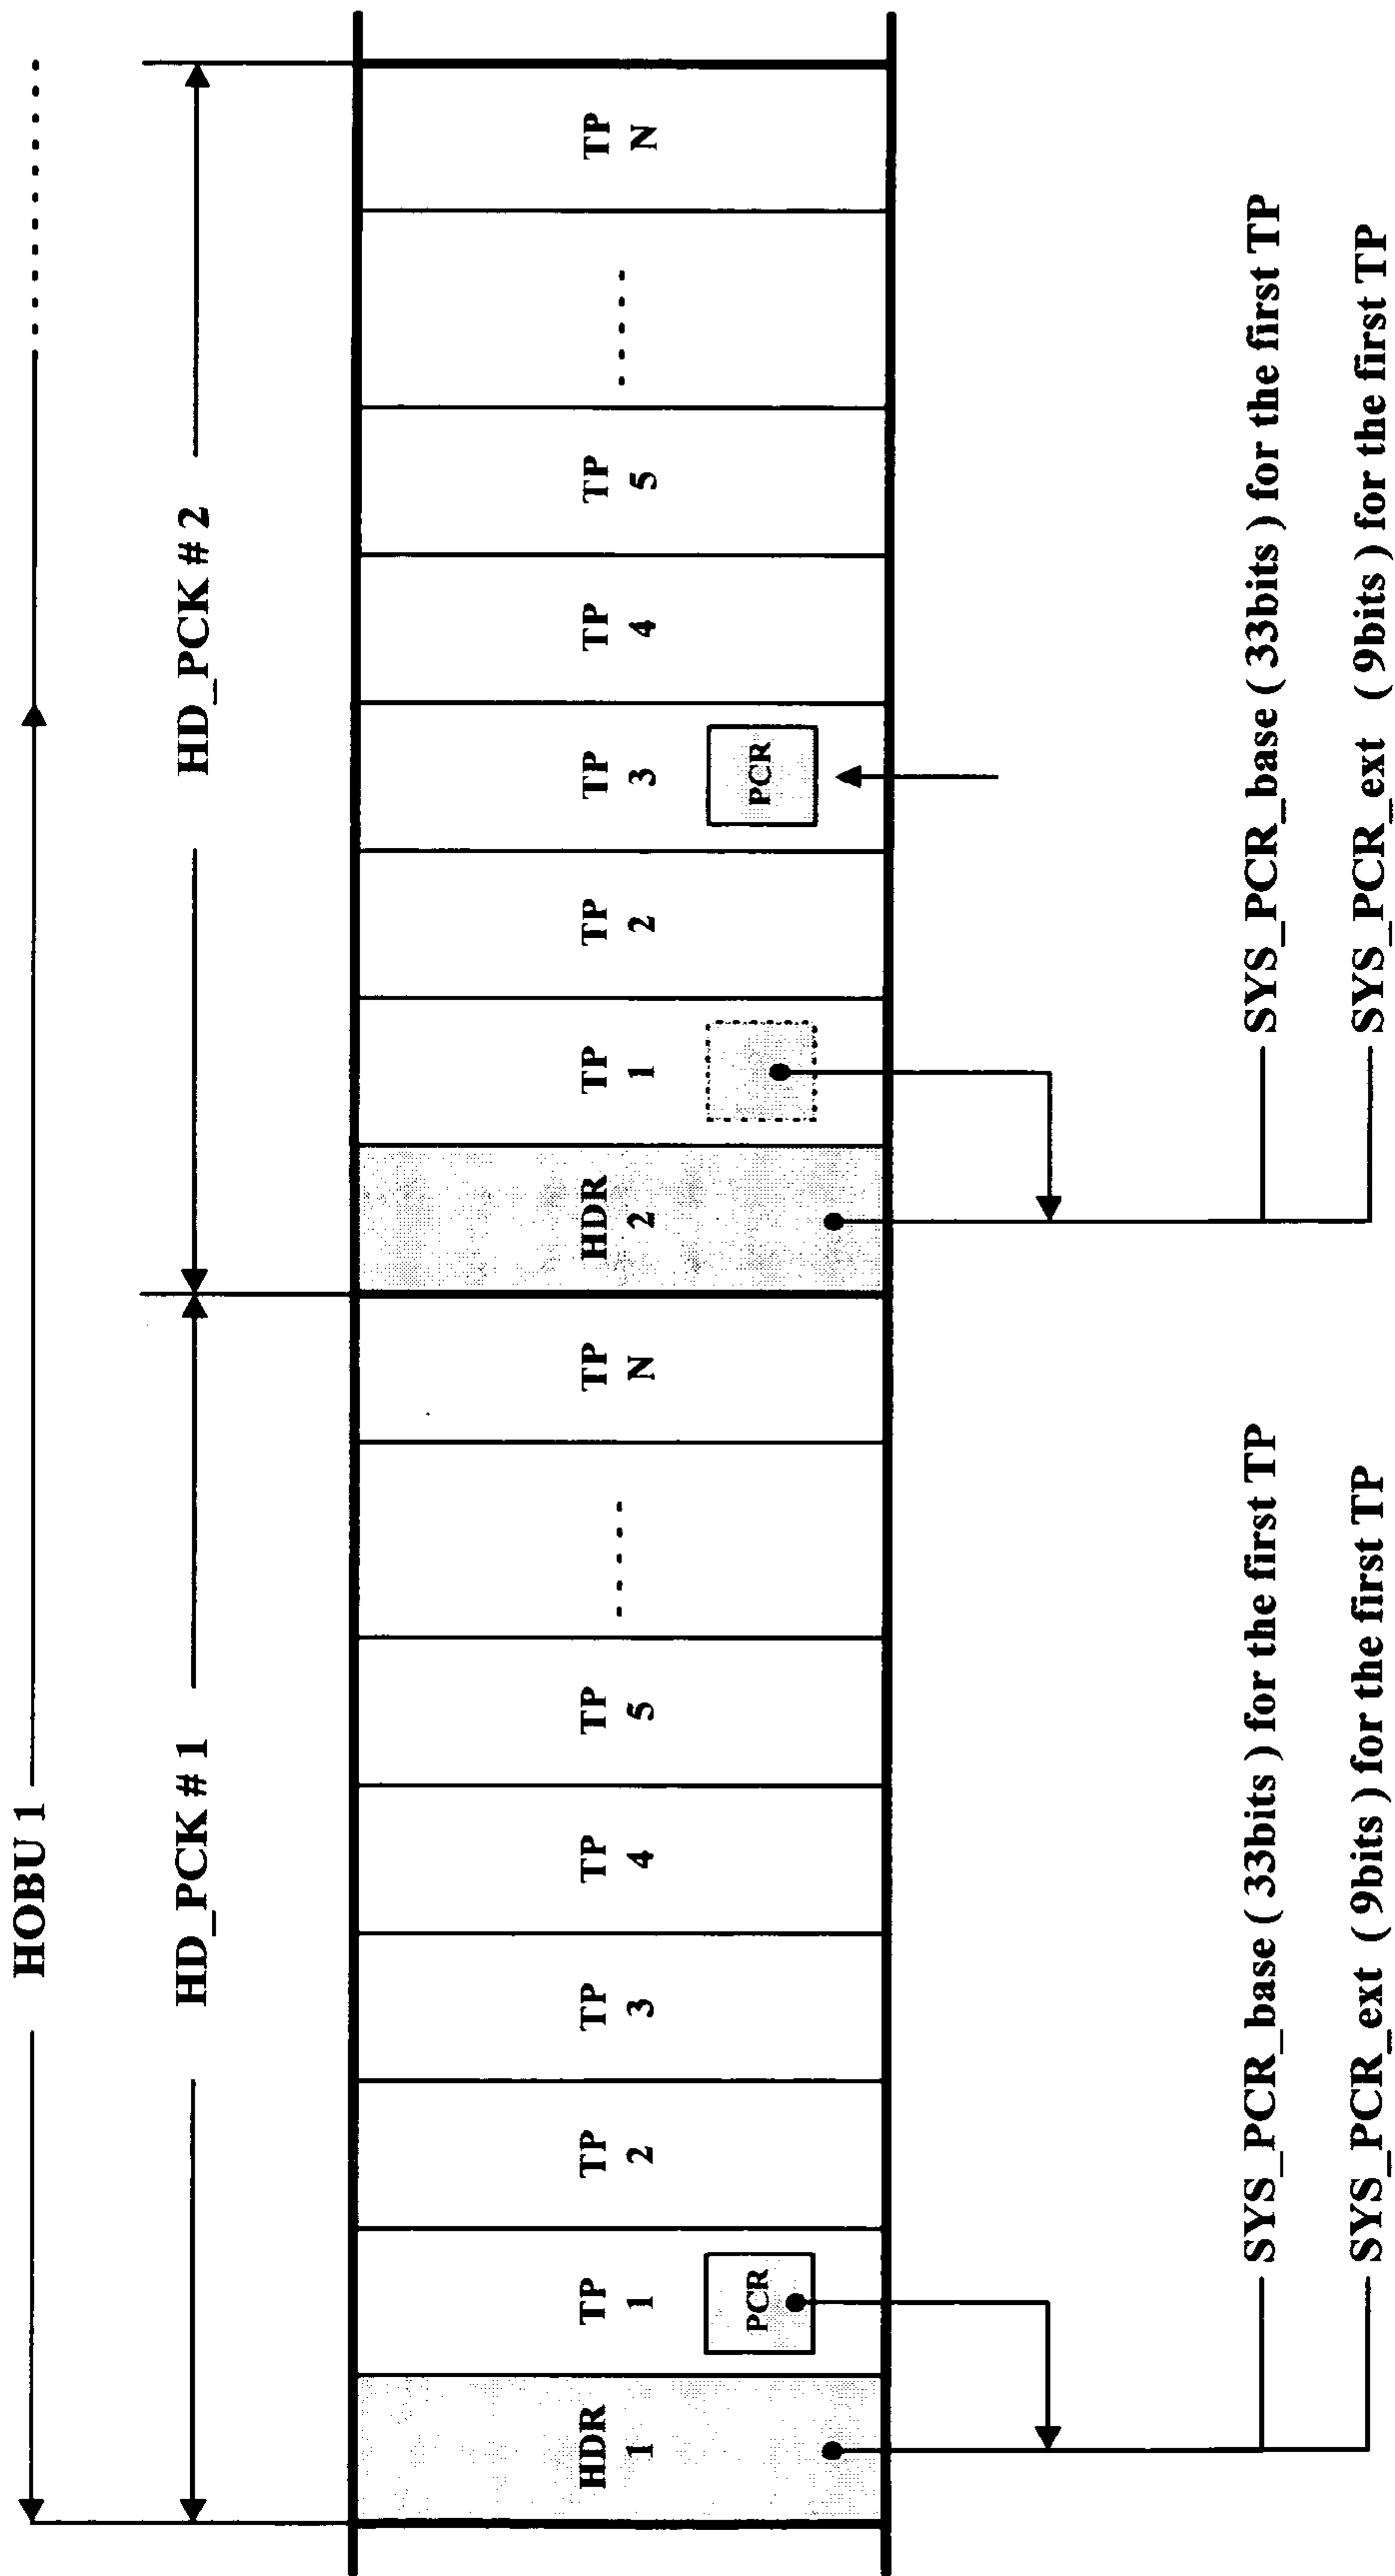 HOBU 1
HD_PCK # 1
HD_PCK # 2
HDR
1
TP
1
TP
2
TP
3
TP
4
TP
5
.....
TP
N
HDR
2
TP
1
TP
2
TP
3
TP
4
TP
5
.....
TP
N
PCR
PCR
SYS_PCR_base ( 33bits ) for the first TP
SYS_PCR_ext ( 9bits ) for the first TP
SYS_PCR_base ( 33bits ) for the first TP
SYS_PCR_ext ( 9bits ) for the first TP